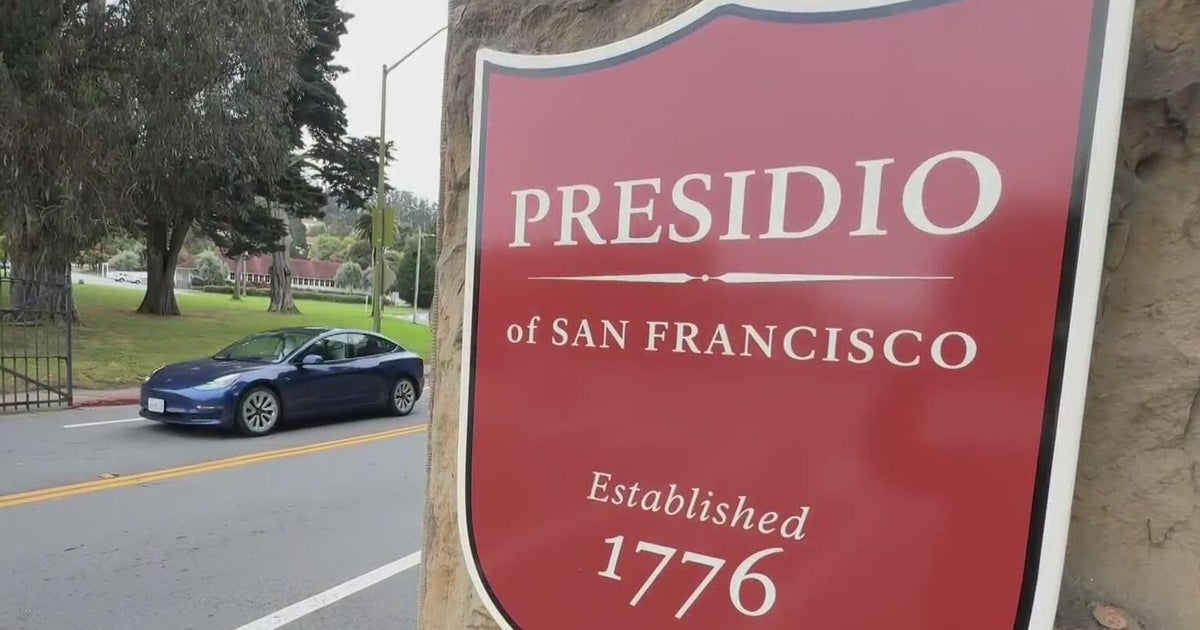 PRESIDIO
of SAN FRANCISCO
Established
1776